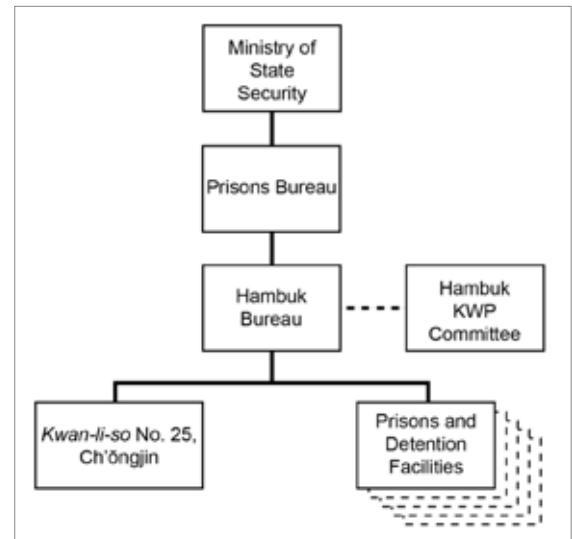 Ministry of
State
Security
Prisons Bureau
Hambuk
Bureau
Hambuk
KWP
Committee
Kwan-li-so No. 25,
Ch'ŏngjin
Prisons and
Detention
Facilities